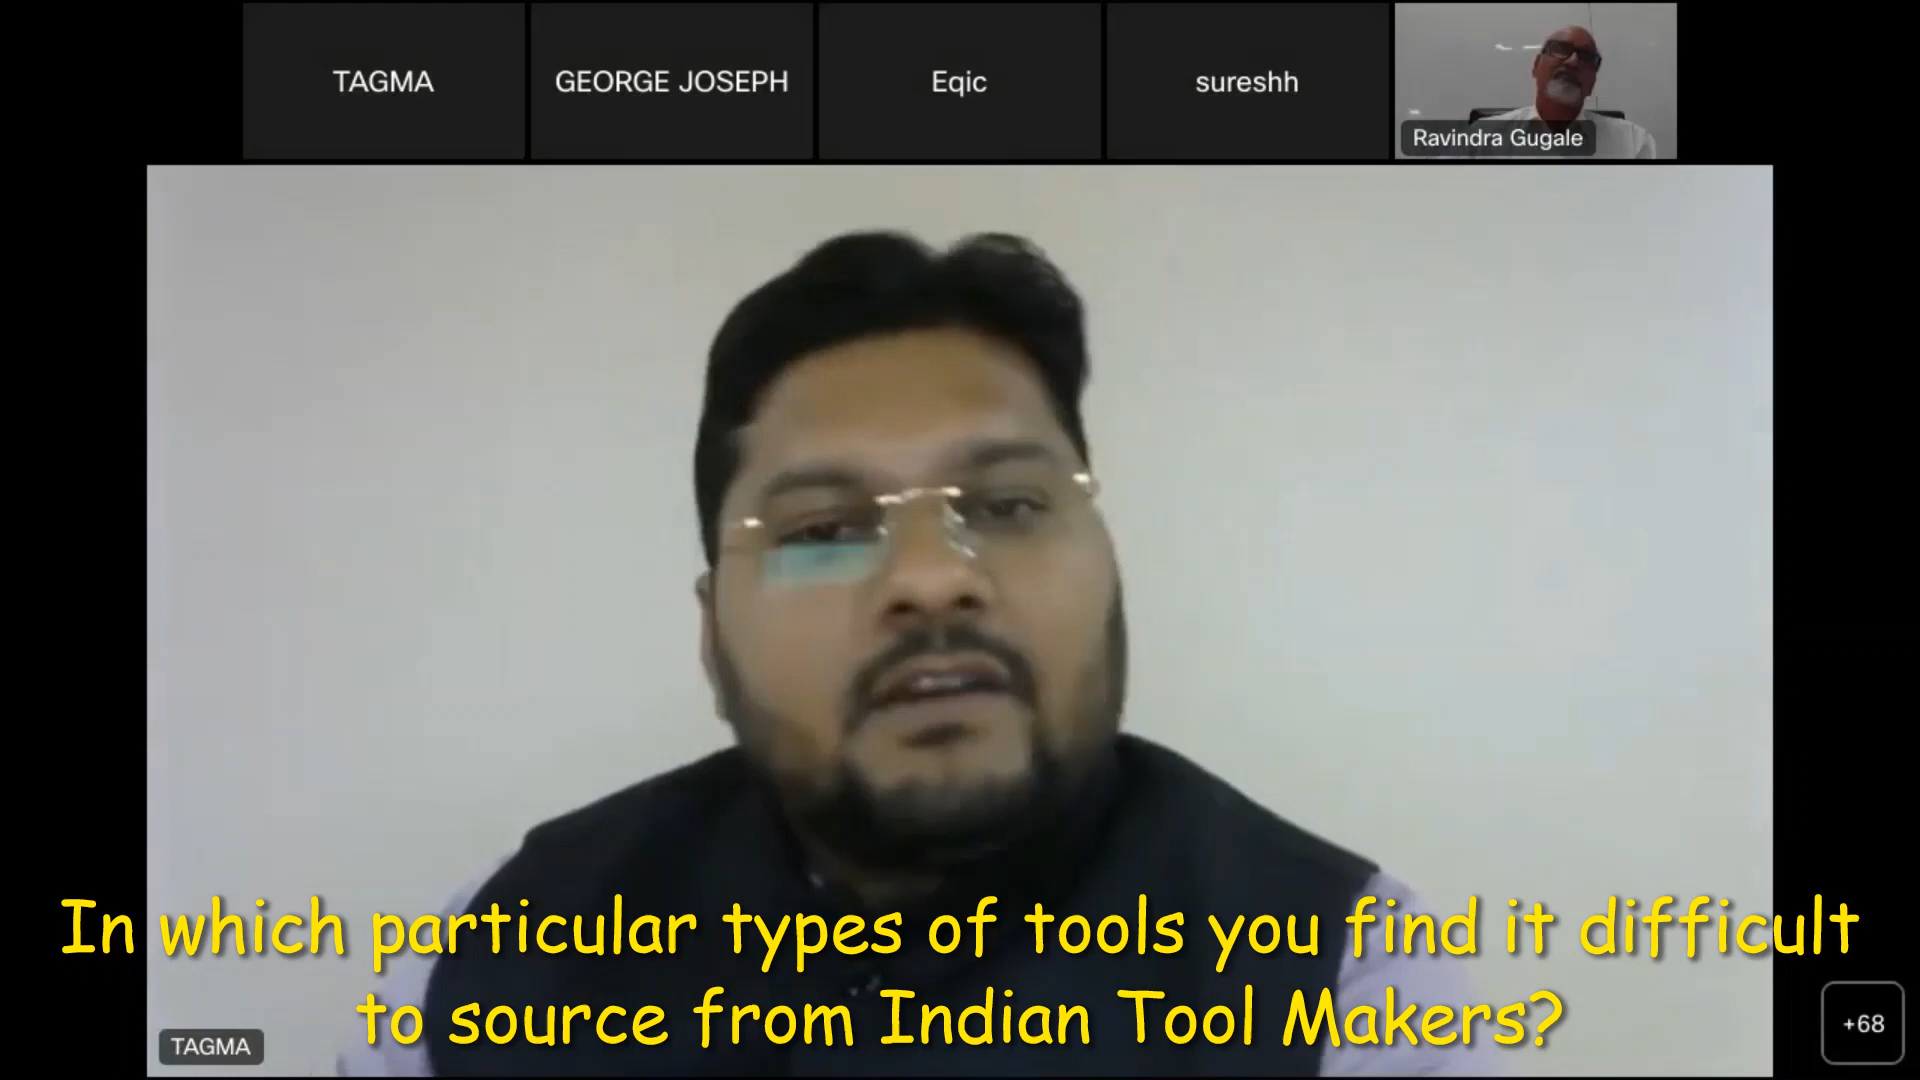 TAGMA
GEORGE JOSEPH
Eqic
sureshh
Ravindra Gugale
In which particular types of tools you find it difficult
to source from Indian Tool Makers?
TAGMA
+68